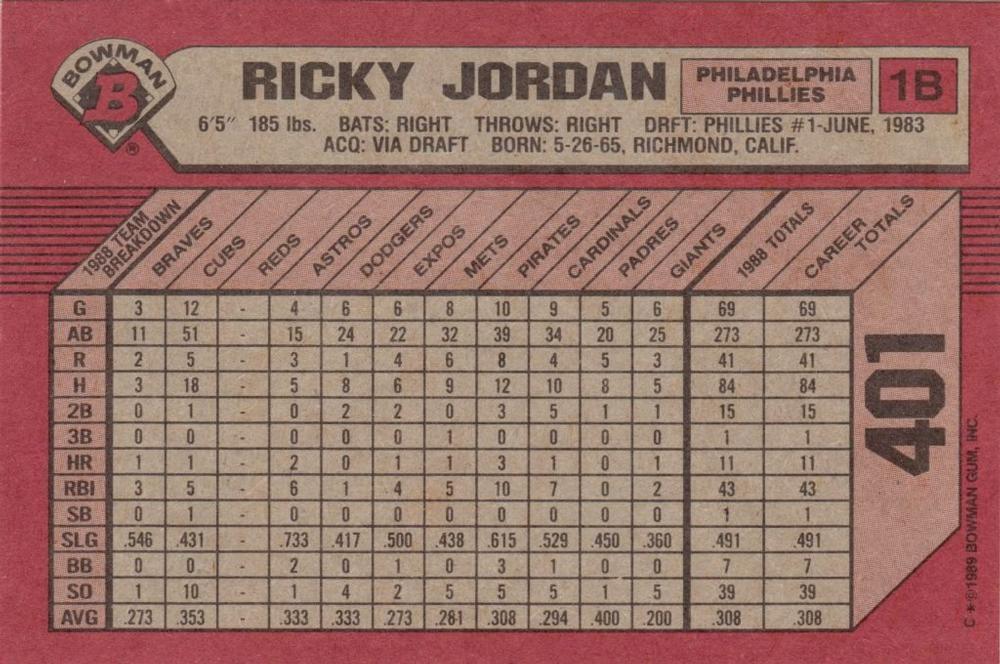 BOWMAN
B
®
RICKY JORDAN
PHILADELPHIA
PHILLIES
1B
6'5" 185 lbs. BATS: RIGHT THROWS: RIGHT DRFT: PHILLIES #1-JUNE, 1983
ACQ: VIA DRAFT BORN: 5-26-65, RICHMOND, CALIF.
1988 TEAM BREAKDOWN BRAVES CUBS REDS ASTROS DODGERS EXPOS METS PIRATES CARDINALS PADRES GIANTS 1988 TOTALS CAREER TOTALS
G 3 12 - 4 6 6 8 10 9 5 6 69 69
AB 11 51 - 15 24 22 32 39 34 20 25 273 273
R 2 5 - 3 1 4 6 8 4 5 3 41 41
H 3 18 - 5 8 6 9 12 10 8 5 84 84
2B 0 1 - 0 2 2 0 3 5 1 1 15 15
3B 0 0 - 0 0 0 1 0 0 0 0 1 1
HR 1 1 - 2 0 1 1 3 1 0 1 11 11
RBI 3 5 - 6 1 4 5 10 7 0 2 43 43
SB 0 1 - 0 0 0 0 0 0 0 0 1 1
SLG .546 .431 - .733 .417 .500 .438 .615 .529 .450 .360 .491 .491
BB 0 0 - 2 0 1 0 3 1 0 0 7 7
SO 1 10 - 1 4 2 5 5 5 1 5 39 39
AVG .273 .353 - .333 .333 .273 .281 .308 .294 .400 .200 .308 .308
401
C*®1989 BOWMAN GUM, INC.